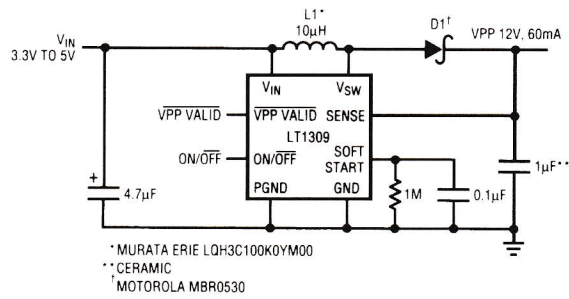 L1*
10µH
D1†
VPP 12V, 60mA
VIN
3.3V TO 5V
VIN
VSW
VPP VALID
VPP VALID
SENSE
LT1309
ON/OFF
ON/OFF
SOFT
START
PGND
GND
+
4.7µF
1M
0.1µF
1µF**
*MURATA ERIE LQH3C100K0YM00
**CERAMIC
†MOTOROLA MBR0530